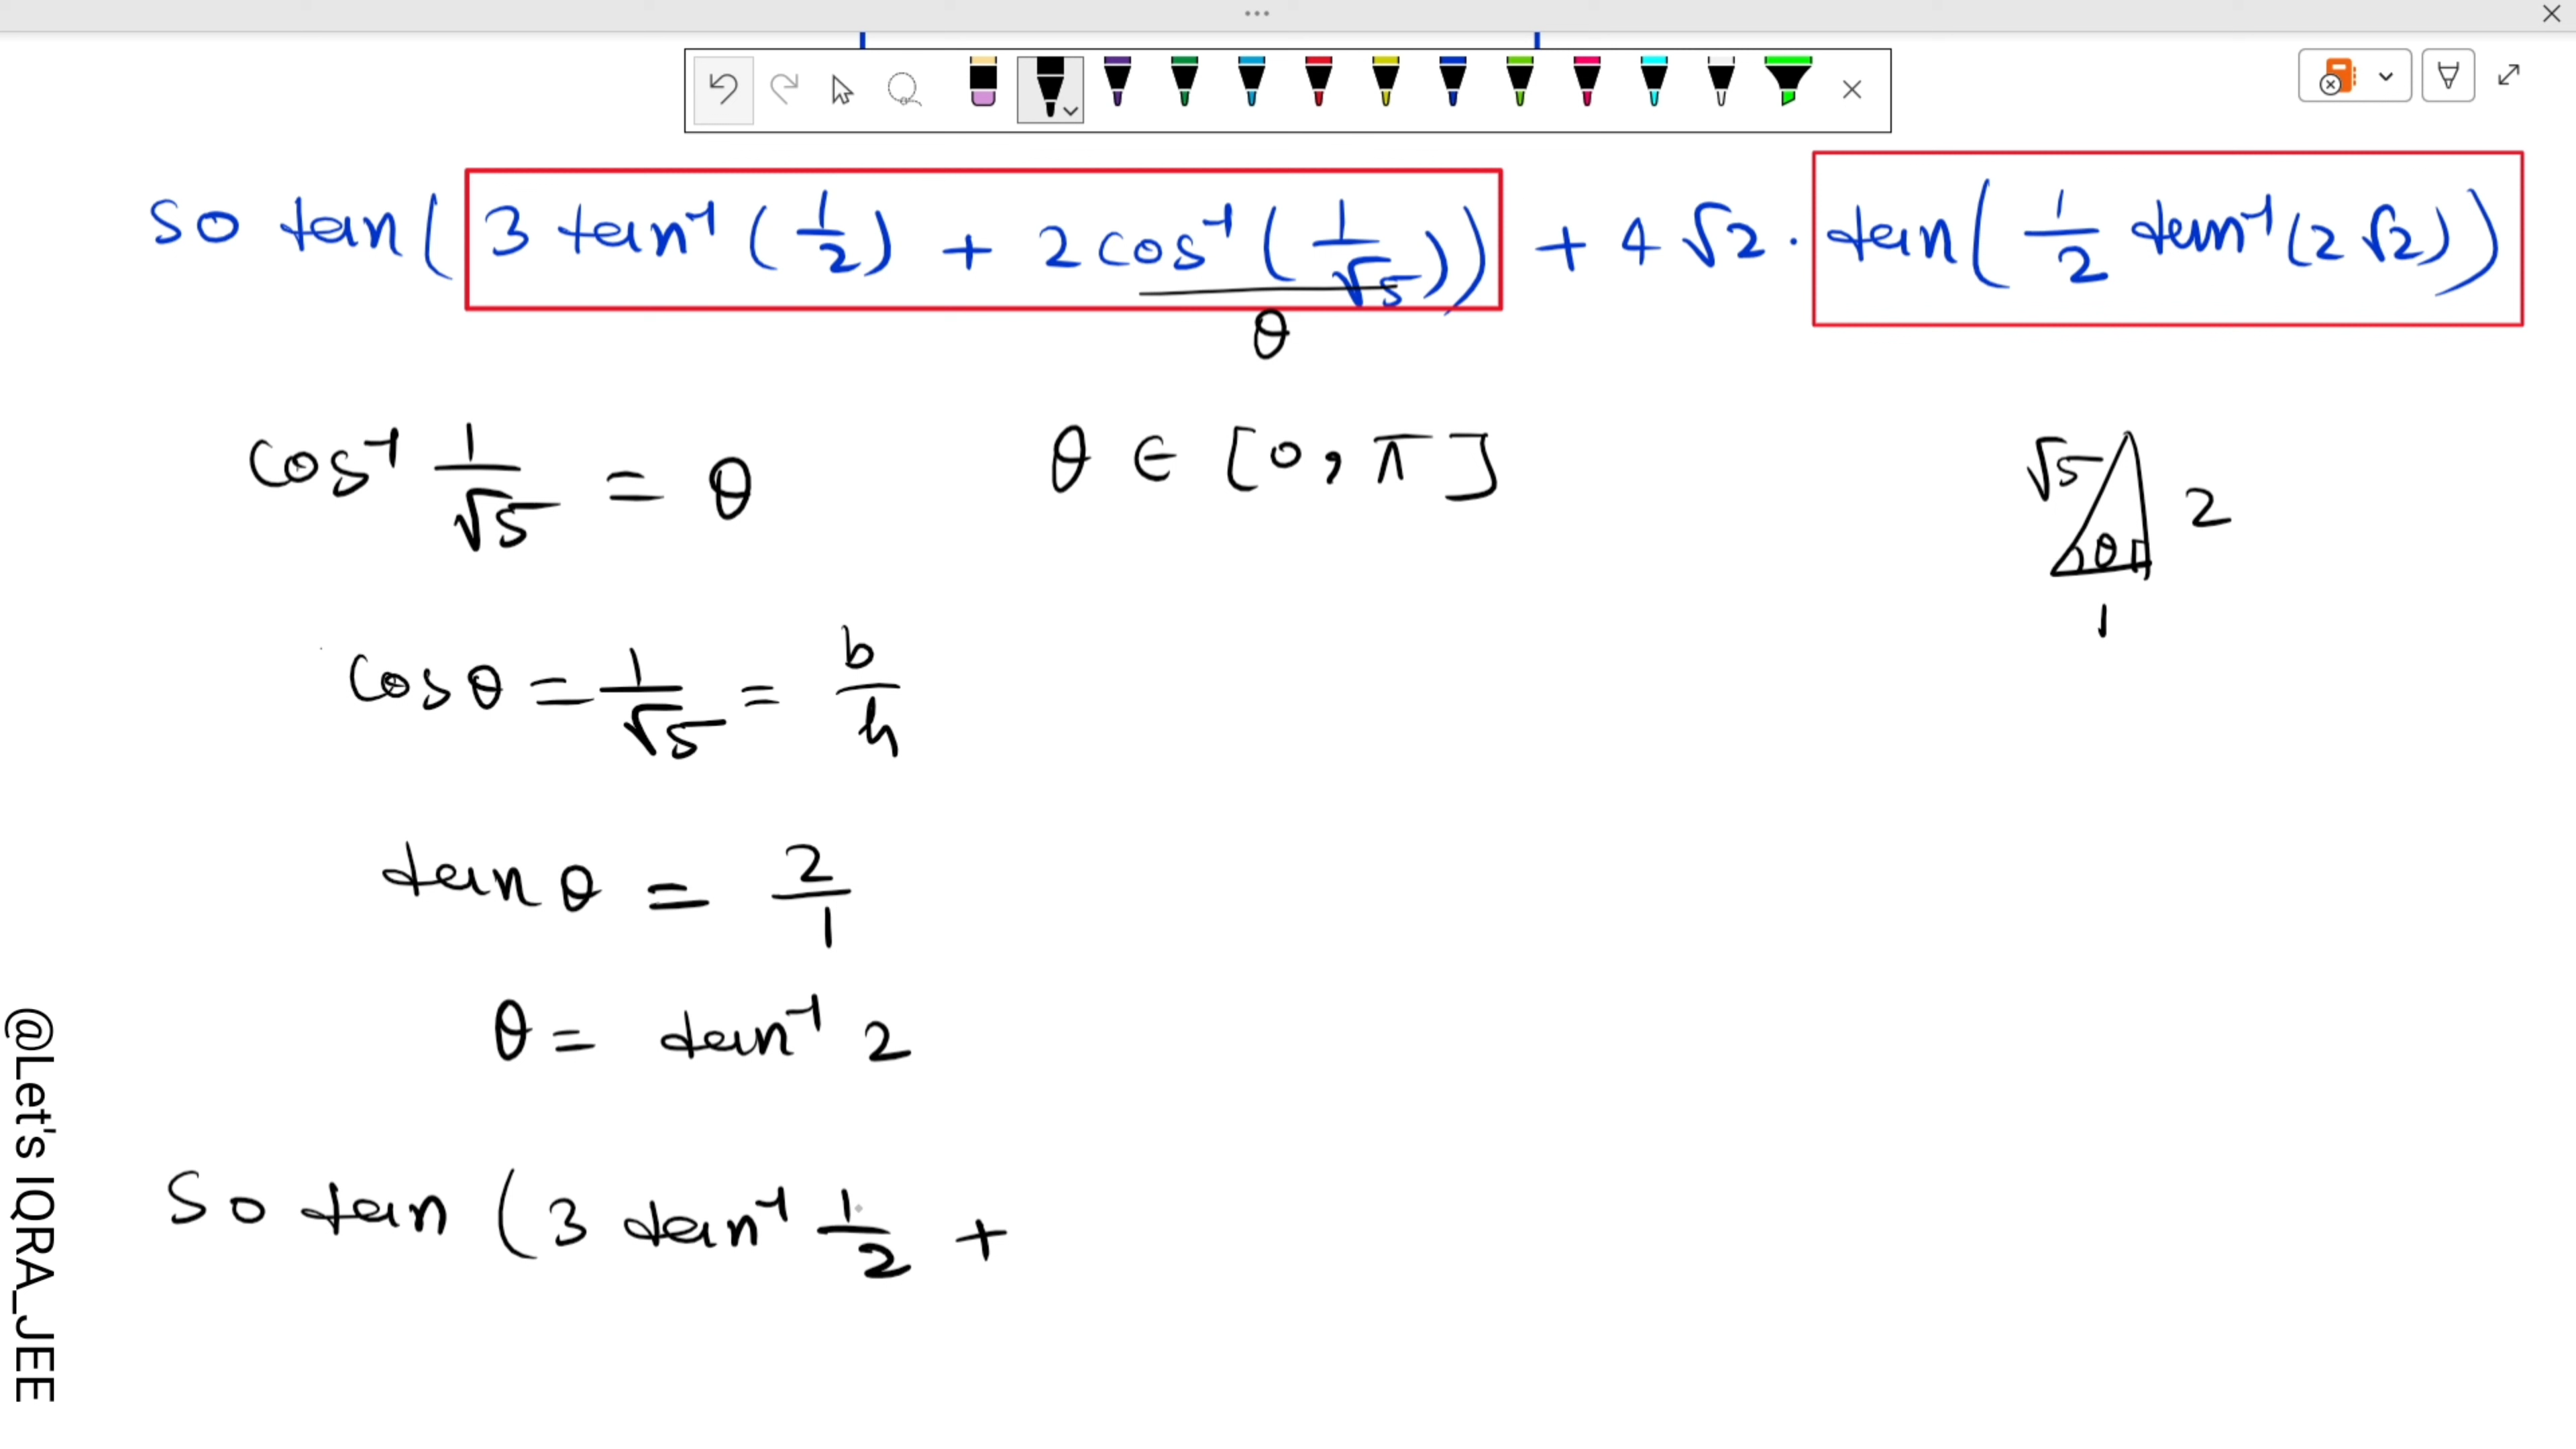 50 tan(3 tan⁻¹(1/2) + 2 cos⁻¹(1/√5)) + 4√2 · tan(1/2 tan⁻¹(2√2))
θ
cos⁻¹ 1/√5 = θ θ ∈ [0, π]
√5 2
θ
1
cos θ = 1/√5 = b/h
tan θ = 2/1
θ = tan⁻¹ 2
50 tan (3 tan⁻¹ 1/2 +
@Let's IQRA_JEE